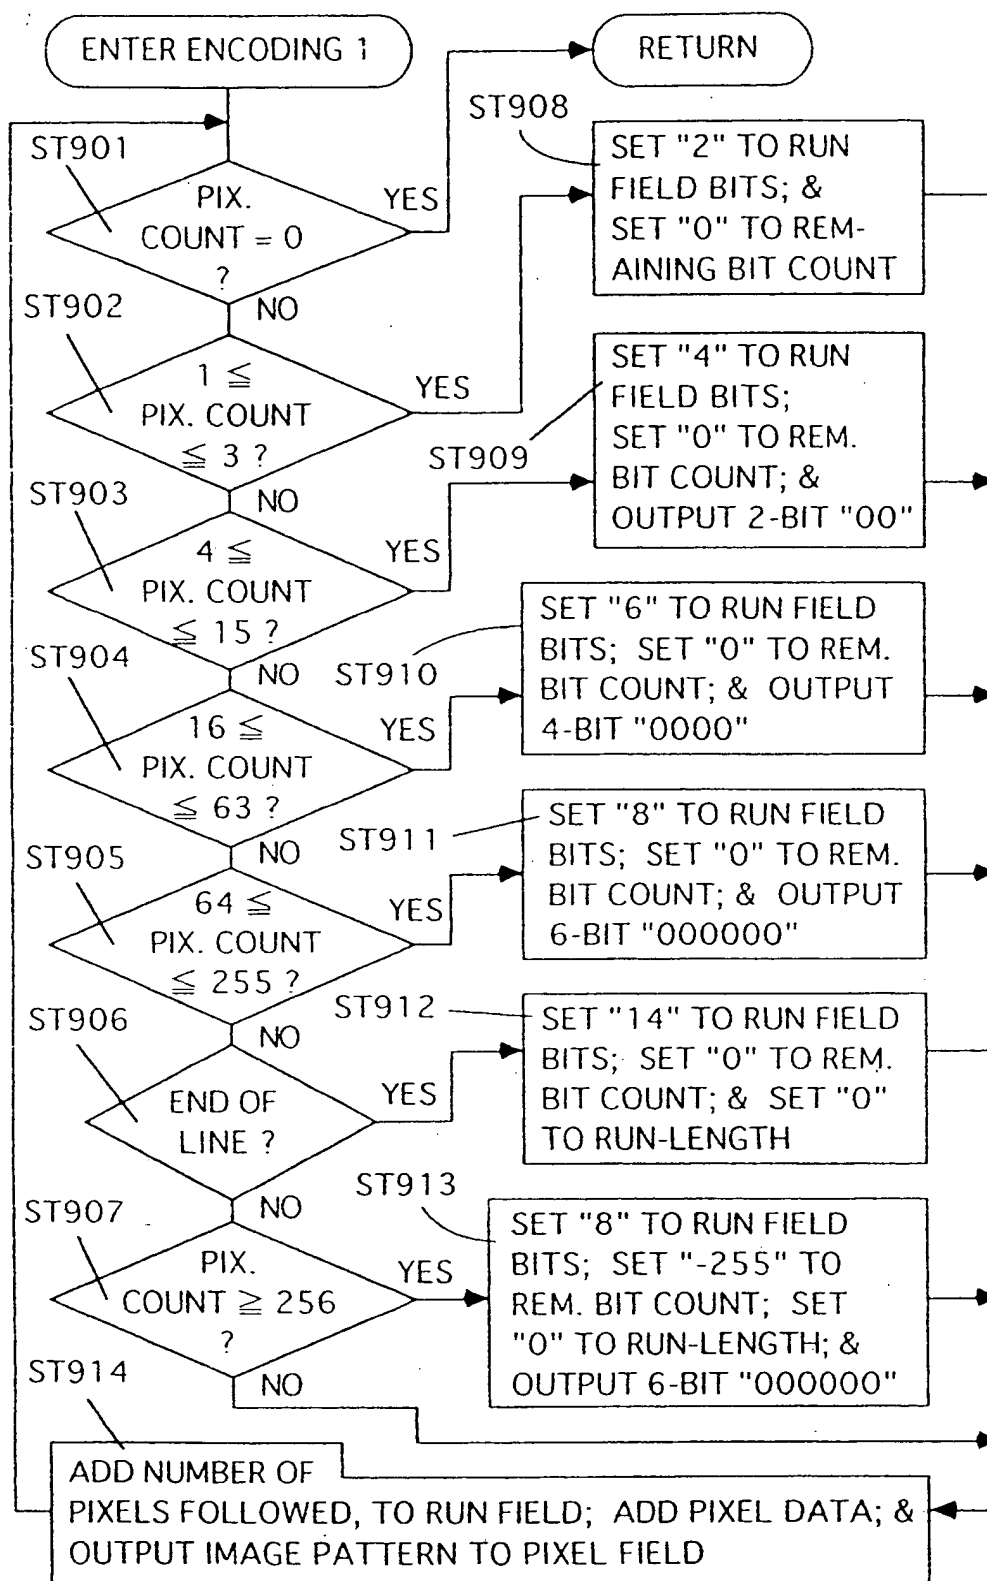 ENTER ENCODING 1
RETURN
ST901
PIX.
COUNT = 0
?
YES
NO
ST908
SET "2" TO RUN
FIELD BITS; &
SET "0" TO REM-
AINING BIT COUNT
ST902
1 ≦
PIX. COUNT
≦ 3 ?
YES
NO
ST909
SET "4" TO RUN
FIELD BITS;
SET "0" TO REM.
BIT COUNT; &
OUTPUT 2-BIT "00"
ST903
4 ≦
PIX. COUNT
≦ 15 ?
YES
NO
ST910
SET "6" TO RUN FIELD
BITS; SET "0" TO REM.
BIT COUNT; & OUTPUT
4-BIT "0000"
ST904
16 ≦
PIX. COUNT
≦ 63 ?
YES
NO
ST911
SET "8" TO RUN FIELD
BITS; SET "0" TO REM.
BIT COUNT; & OUTPUT
6-BIT "000000"
ST905
64 ≦
PIX. COUNT
≦ 255 ?
YES
NO
ST912
SET "14" TO RUN FIELD
BITS; SET "0" TO REM.
BIT COUNT; & SET "0"
TO RUN-LENGTH
ST906
END OF
LINE ?
YES
NO
ST913
SET "8" TO RUN FIELD
BITS; SET "-255" TO
REM. BIT COUNT; SET
"0" TO RUN-LENGTH; &
OUTPUT 6-BIT "000000"
ST907
PIX.
COUNT ≧ 256
?
YES
NO
ST914
ADD NUMBER OF
PIXELS FOLLOWED, TO RUN FIELD; ADD PIXEL DATA; &
OUTPUT IMAGE PATTERN TO PIXEL FIELD